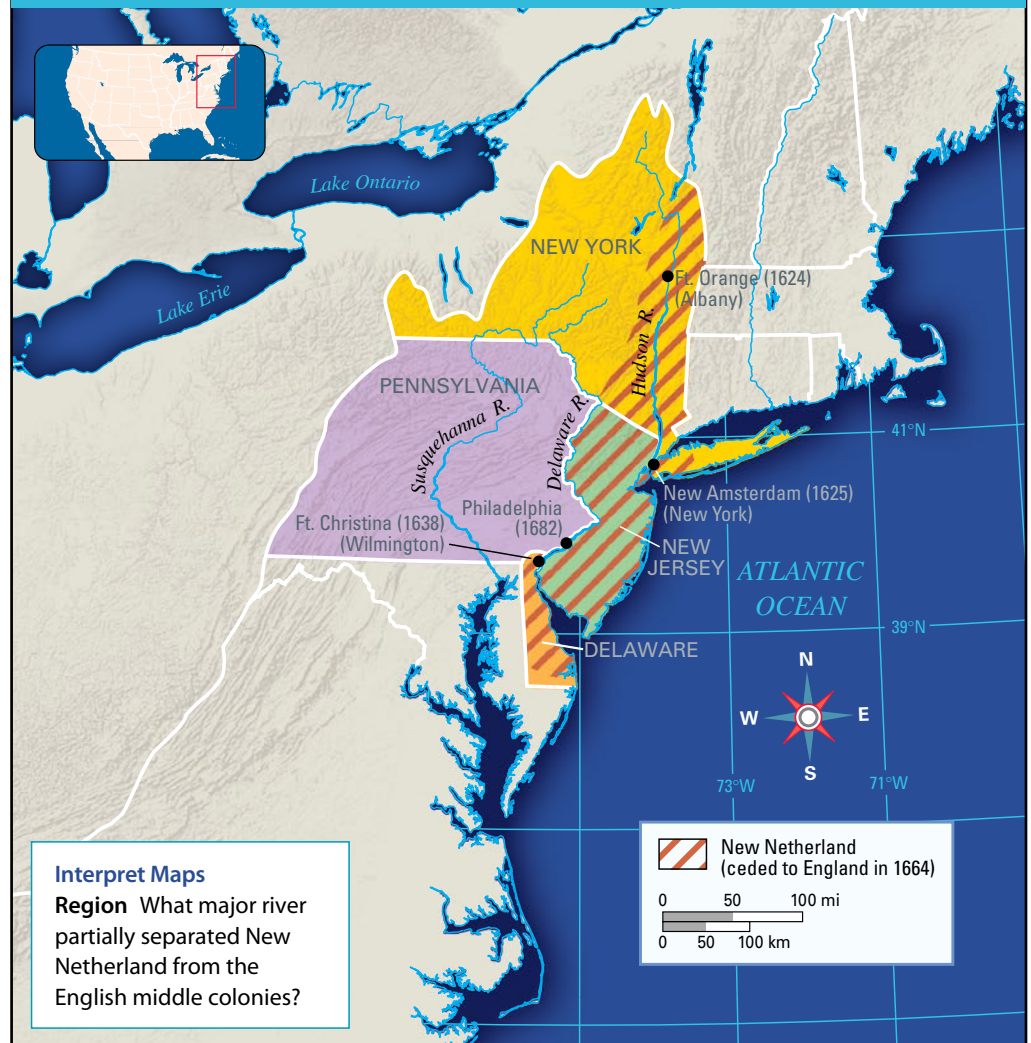 Lake Ontario
NEW YORK
Ft. Orange (1624)
(Albany)
Lake Erie
Hudson R.
PENNSYLVANIA
Susquehanna R.
Delaware R.
41°N
New Amsterdam (1625)
(New York)
Philadelphia
(1682)
Ft. Christina (1638)
(Wilmington)
NEW
JERSEY
ATLANTIC
OCEAN
39°N
DELAWARE
N
W
E
S
73°W
71°W
New Netherland
(ceded to England in 1664)
0 50 100 mi
0 50 100 km
Interpret Maps
Region What major river
partially separated New
Netherland from the
English middle colonies?